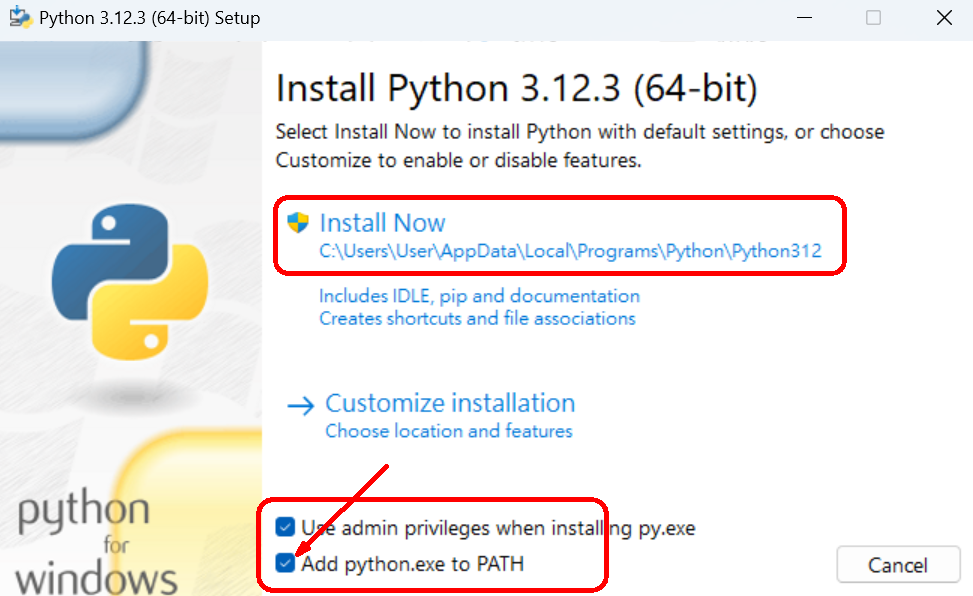 Python 3.12.3 (64-bit) Setup
Install Python 3.12.3 (64-bit)
Select Install Now to install Python with default settings, or choose
Customize to enable or disable features.
Install Now
C:\Users\User\AppData\Local\Programs\Python\Python312
Includes IDLE, pip and documentation
Creates shortcuts and file associations
Customize installation
Choose location and features
Use admin privileges when installing py.exe
Add python.exe to PATH
python
for
windows
Cancel